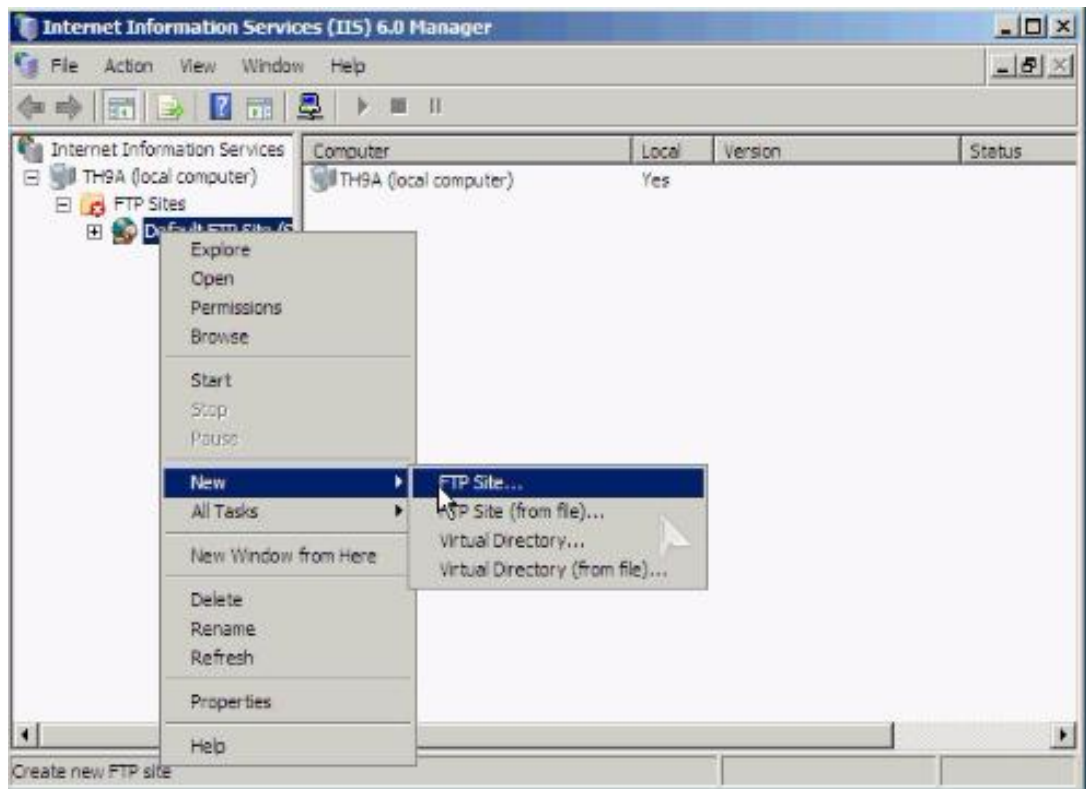 Internet Information Services (IIS) 6.0 Manager
File Action View Window Help
Internet Information Services
TH9A (local computer)
FTP Sites
Default FTP Site (S
Computer Local Version Status
TH9A (local computer) Yes
Explore
Open
Permissions
Browse
Start
Stop
Pause
New
All Tasks
New Window from Here
Delete
Rename
Refresh
Properties
Help
FTP Site...
FTP Site (from file)...
Virtual Directory...
Virtual Directory (from file)...
Create new FTP site